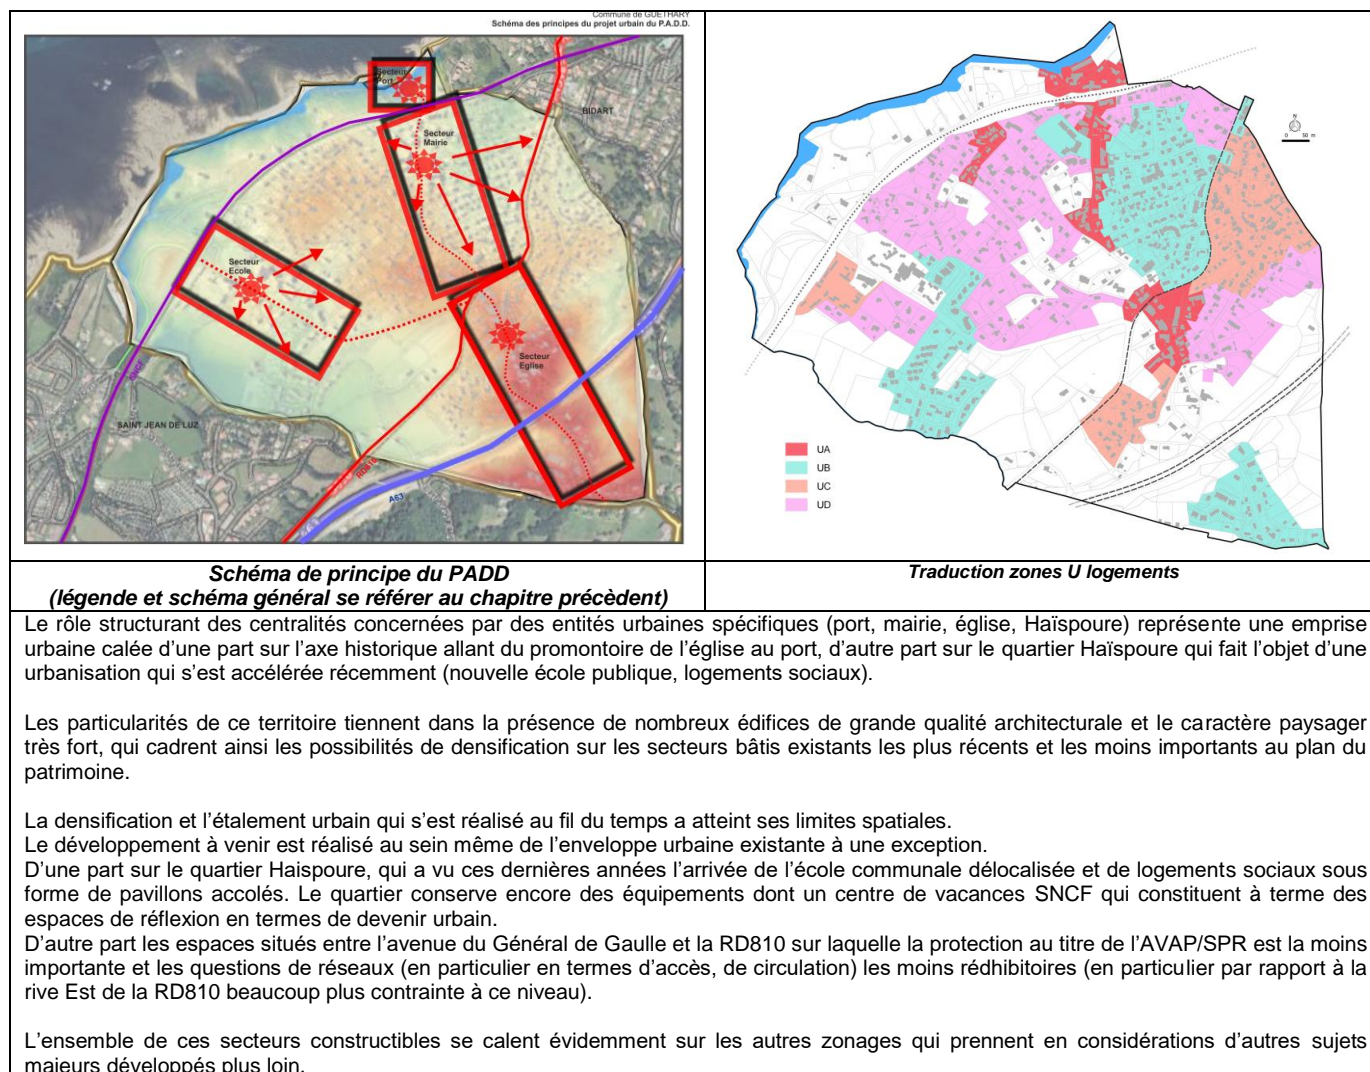 Commune de GUETHARY
Schéma des principes du projet urbain du P.A.D.D.
Secteur
Port
BIDART
Secteur
Mairie
Secteur
Ecole
Secteur
Eglise
SNCF
SAINT JEAN DE LUZ
RD810
A63
N
0 50 m
UA
UB
UC
UD
Schéma de principe du PADD
(légende et schéma général se référer au chapitre précèdent)
Traduction zones U logements
Le rôle structurant des centralités concernées par des entités urbaines spécifiques (port, mairie, église, Haïspoure) représente une emprise
urbaine calée d'une part sur l'axe historique allant du promontoire de l'église au port, d'autre part sur le quartier Haïspoure qui fait l'objet d'une
urbanisation qui s'est accélérée récemment (nouvelle école publique, logements sociaux).
Les particularités de ce territoire tiennent dans la présence de nombreux édifices de grande qualité architecturale et le caractère paysager
très fort, qui cadrent ainsi les possibilités de densification sur les secteurs bâtis existants les plus récents et les moins importants au plan du
patrimoine.
La densification et l'étalement urbain qui s'est réalisé au fil du temps a atteint ses limites spatiales.
Le développement à venir est réalisé au sein même de l'enveloppe urbaine existante à une exception.
D'une part sur le quartier Haispoure, qui a vu ces dernières années l'arrivée de l'école communale délocalisée et de logements sociaux sous
forme de pavillons accolés. Le quartier conserve encore des équipements dont un centre de vacances SNCF qui constituent à terme des
espaces de réflexion en termes de devenir urbain.
D'autre part les espaces situés entre l'avenue du Général de Gaulle et la RD810 sur laquelle la protection au titre de l'AVAP/SPR est la moins
importante et les questions de réseaux (en particulier en termes d'accès, de circulation) les moins rédhibitoires (en particulier par rapport à la
rive Est de la RD810 beaucoup plus contrainte à ce niveau).
L'ensemble de ces secteurs constructibles se calent évidemment sur les autres zonages qui prennent en considérations d'autres sujets
majeurs développés plus loin.